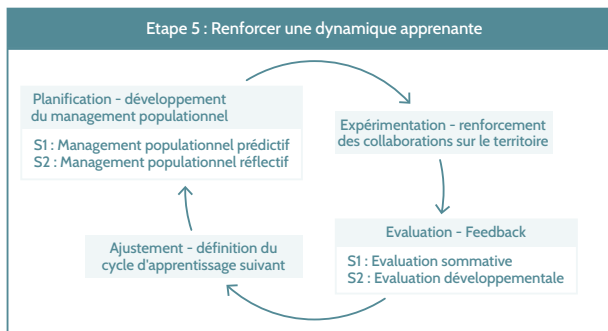 Etape 5 : Renforcer une dynamique apprenante
Planification - développement
du management populationnel
S1 : Management populationnel prédictif
S2 : Management populationnel réflectif
Expérimentation - renforcement
des collaborations sur le territoire
Evaluation - Feedback
S1 : Evaluation sommative
S2 : Evaluation développementale
Ajustement - définition du
cycle d'apprentissage suivant